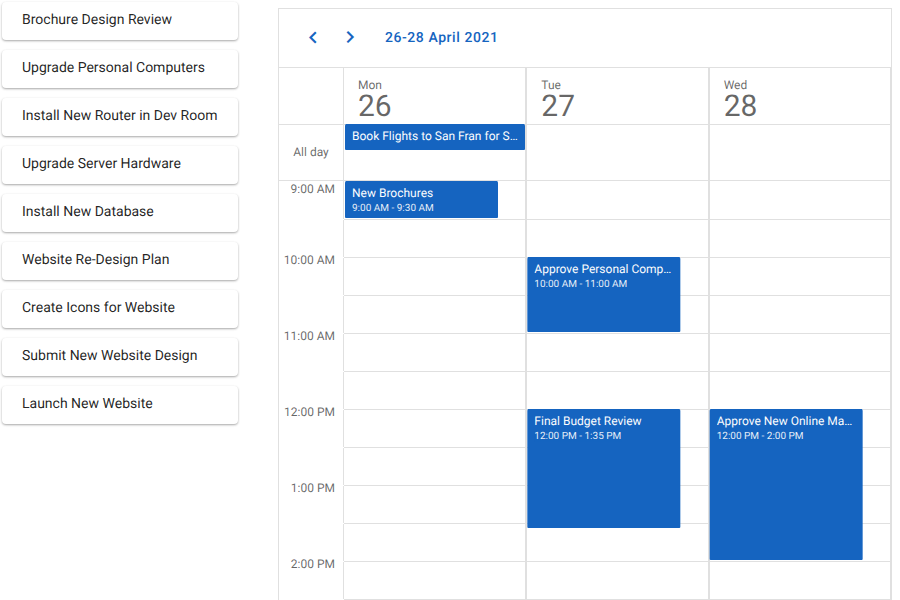 Brochure Design Review
Upgrade Personal Computers
Install New Router in Dev Room
Upgrade Server Hardware
Install New Database
Website Re-Design Plan
Create Icons for Website
Submit New Website Design
Launch New Website
26-28 April 2021
Mon
26
Tue
27
Wed
28
All day
Book Flights to San Fran for S...
9:00 AM
New Brochures
9:00 AM - 9:30 AM
10:00 AM
Approve Personal Comp...
10:00 AM - 11:00 AM
11:00 AM
12:00 PM
Final Budget Review
12:00 PM - 1:35 PM
Approve New Online Ma...
12:00 PM - 2:00 PM
1:00 PM
2:00 PM